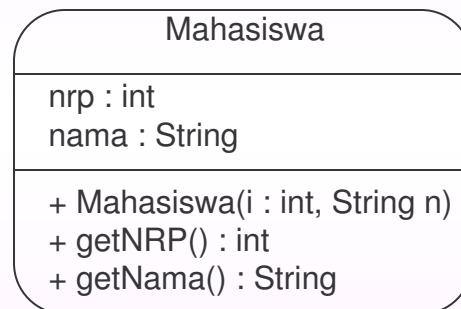 Mahasiswa
nrp : int
nama : String
+ Mahasiswa(i : int, String n)
+ getNRP() : int
+ getNama() : String